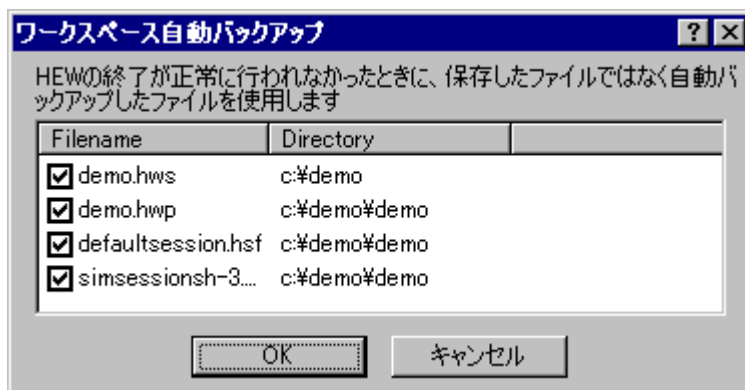 ワークスペース自動バックアップ
HEWの終了が正常に行われなかったときに、保存したファイルではなく自動バ
ックアップしたファイルを使用します
Filename Directory
demo.hws c:¥demo
demo.hwp c:¥demo¥demo
defaultsession.hsf c:¥demo¥demo
simsessionsh-3.... c:¥demo¥demo
OK キャンセル